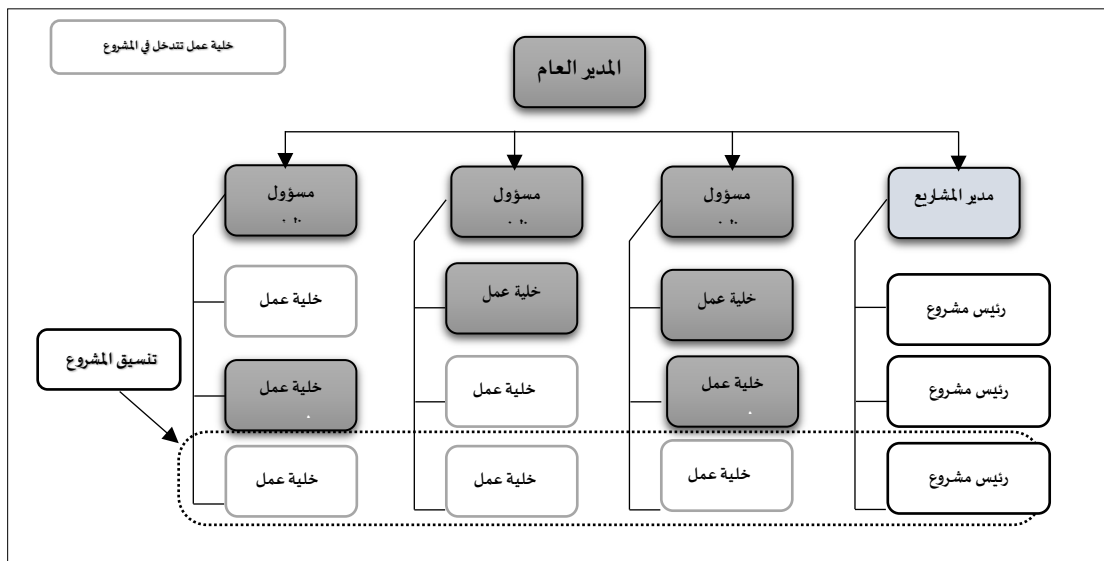 خلية عمل تتدخل في المشروع
المدير العام
مدير المشاريع
مسؤول
مسؤول
مسؤول
رئيس مشروع
خلية عمل
خلية عمل
خلية عمل
تنسيق المشروع
رئيس مشروع
خلية عمل
خلية عمل
خلية عمل
رئيس مشروع
خلية عمل
خلية عمل
خلية عمل